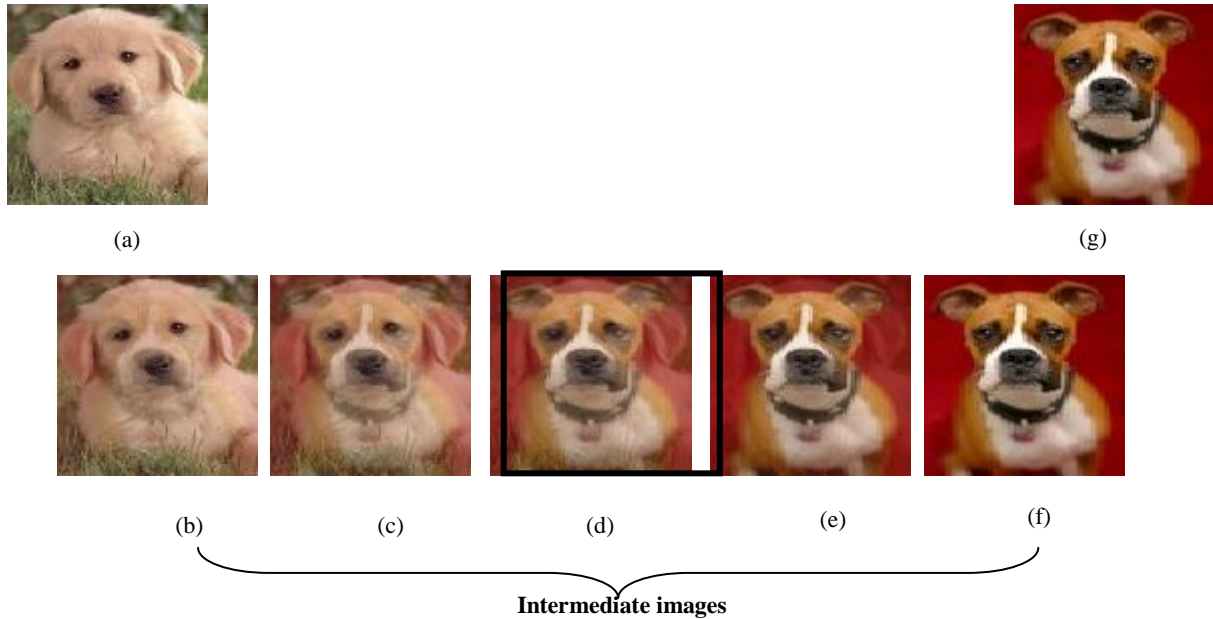 (a)
(g)
(b)
(c)
(d)
(e)
(f)
Intermediate images